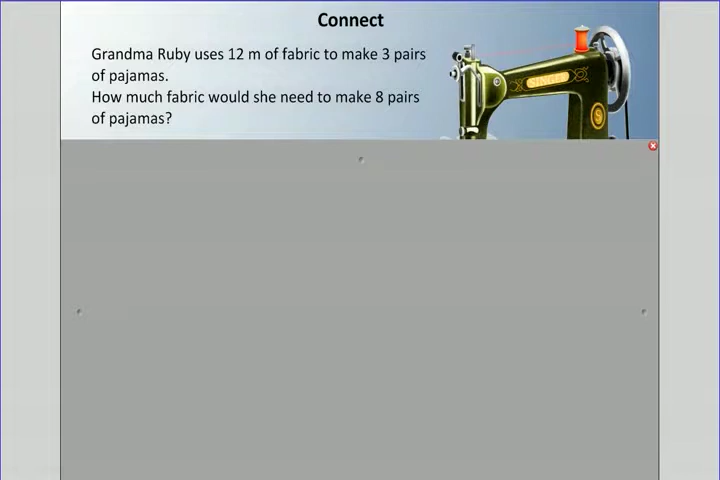 Connect
Grandma Ruby uses 12 m of fabric to make 3 pairs
of pajamas.
How much fabric would she need to make 8 pairs
of pajamas?